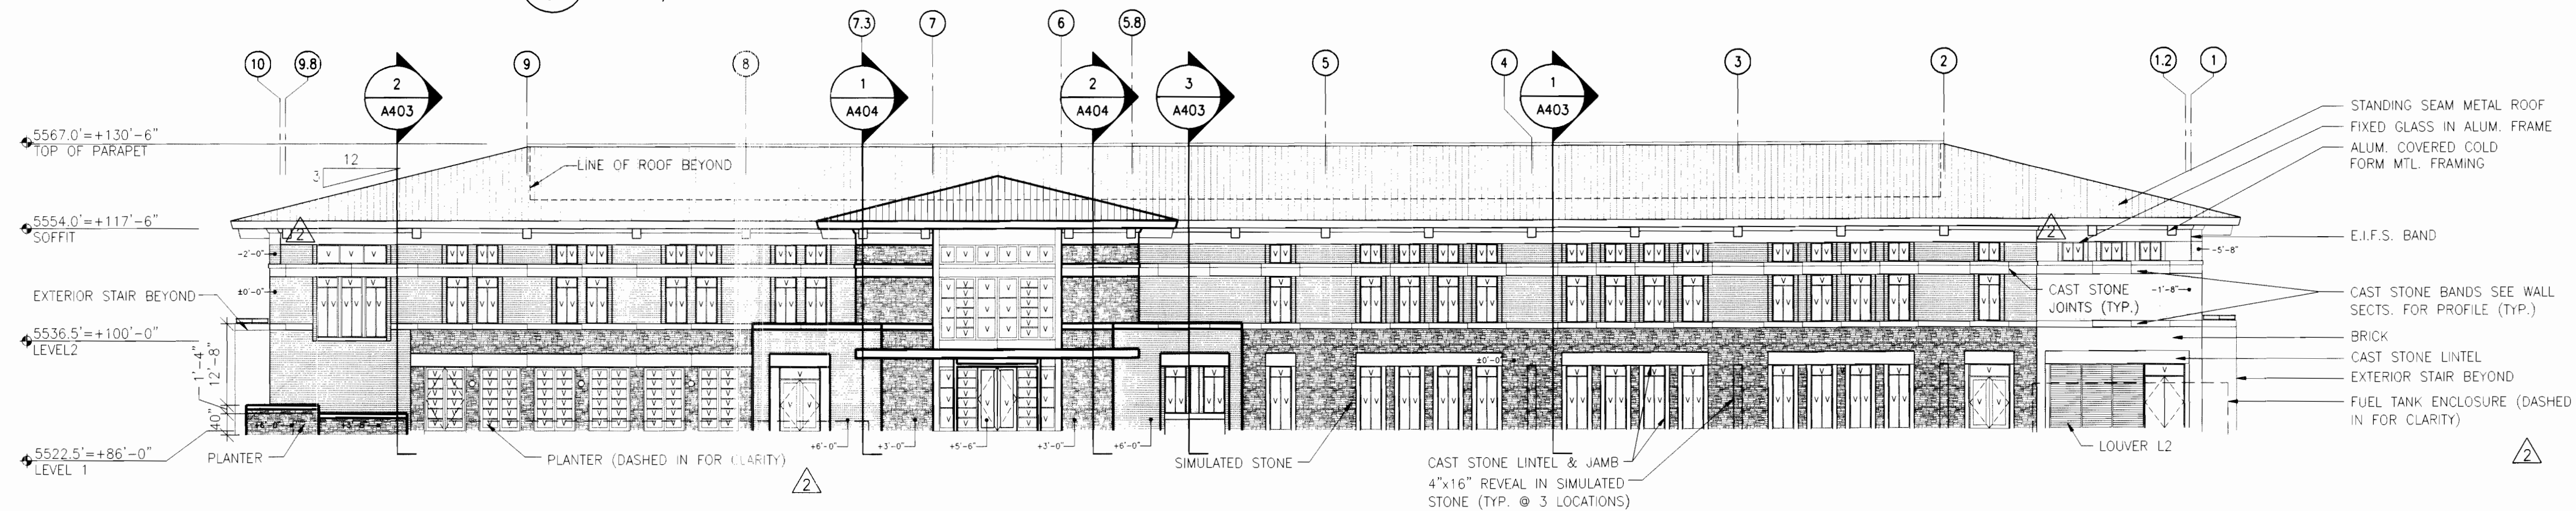 7.3 7 6 5.8
10 9.8 9 8 5 4 3 2 1.2 1
2 A403
1 A404
2 A404
3 A403
1 A403
5567.0'=+130'-6"
TOP OF PARAPET
12
3
LINE OF ROOF BEYOND
5554.0'=+117'-6"
SOFFIT
2
2
-2'-0"
±0'-0"
EXTERIOR STAIR BEYOND
5536.5'=+100'-0"
LEVEL2
1'-4"
12'-8"
40"
+6'-0"
5522.5'=+86'-0"
LEVEL 1
PLANTER
PLANTER (DASHED IN FOR CLARITY)
2
+6'-0"
+3'-0"
+5'-6"
+3'-0"
+6'-0"
±0'-0"
SIMULATED STONE
CAST STONE LINTEL & JAMB
4"x16" REVEAL IN SIMULATED
STONE (TYP. @ 3 LOCATIONS)
STANDING SEAM METAL ROOF
FIXED GLASS IN ALUM. FRAME
ALUM. COVERED COLD
FORM MTL. FRAMING
E.I.F.S. BAND
-5'-8"
CAST STONE
JOINTS (TYP.)
-1'-8"
CAST STONE BANDS SEE WALL
SECTS. FOR PROFILE (TYP.)
BRICK
CAST STONE LINTEL
EXTERIOR STAIR BEYOND
FUEL TANK ENCLOSURE (DASHED
IN FOR CLARITY)
LOUVER L2
2